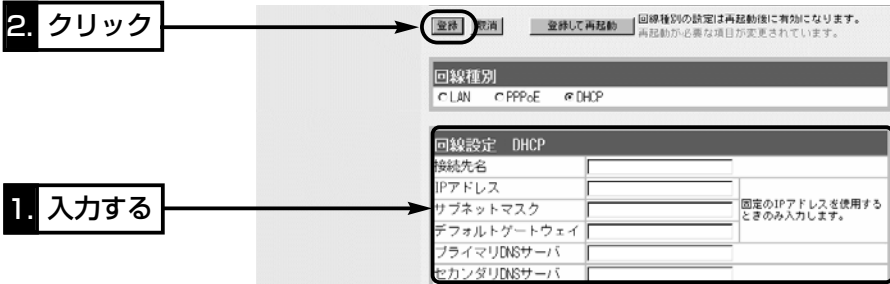 2. クリック
登録 取消 登録して再起動 回線種別の設定は再起動後に有効になります。
再起動が必要な項目が変更されています。
回線種別
LAN PPPoE DHCP
回線設定 DHCP
接続先名
1. 入力する
IPアドレス
サブネットマスク
固定のIPアドレスを使用する
ときのみ入力します。
デフォルトゲートウェイ
プライマリDNSサーバ
セカンダリDNSサーバ